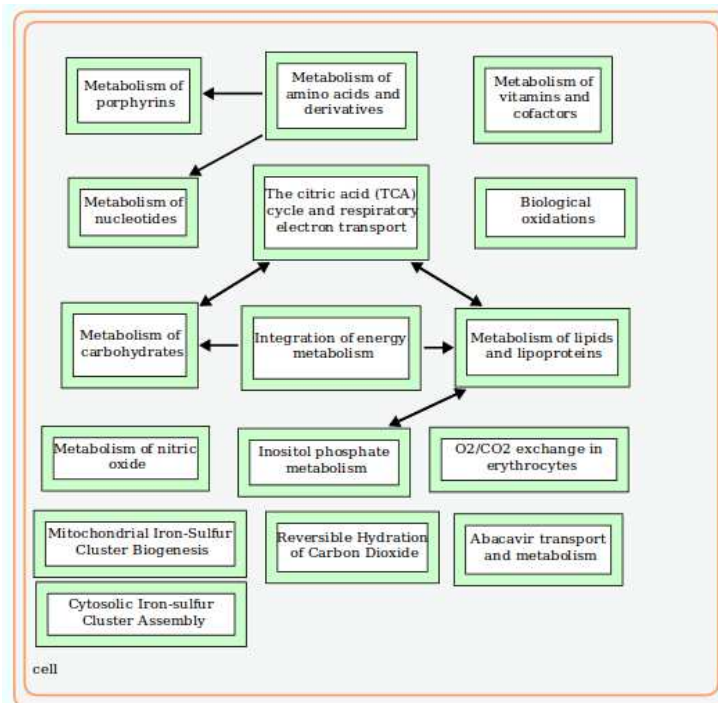 Metabolism of
porphyrins
Metabolism of
amino acids and
derivatives
Metabolism of
vitamins and
cofactors
Metabolism of
nucleotides
The citric acid (TCA)
cycle and respiratory
electron transport
Biological
oxidations
Metabolism of
carbohydrates
Integration of energy
metabolism
Metabolism of lipids
and lipoproteins
Metabolism of nitric
oxide
Inositol phosphate
metabolism
O2/CO2 exchange in
erythrocytes
Mitochondrial Iron-Sulfur
Cluster Biogenesis
Reversible Hydration
of Carbon Dioxide
Abacavir transport
and metabolism
Cytosolic Iron-sulfur
Cluster Assembly
cell